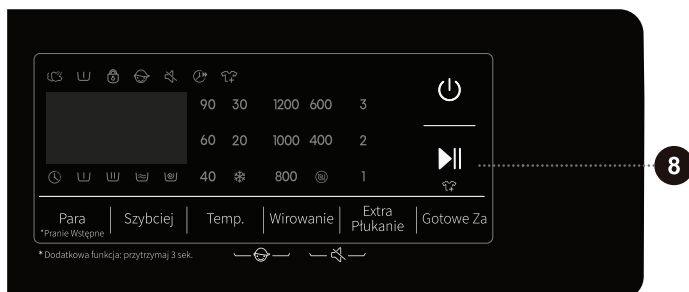 90 30 1200 600 3
60 20 1000 400 2
40 800 1
8
Para
*Pranie Wstępne
Szybciej
Temp.
Wirowanie
Extra
Płukanie
Gotowe Za
*Dodatkowa funkcja: przytrzymaj 3 sek.